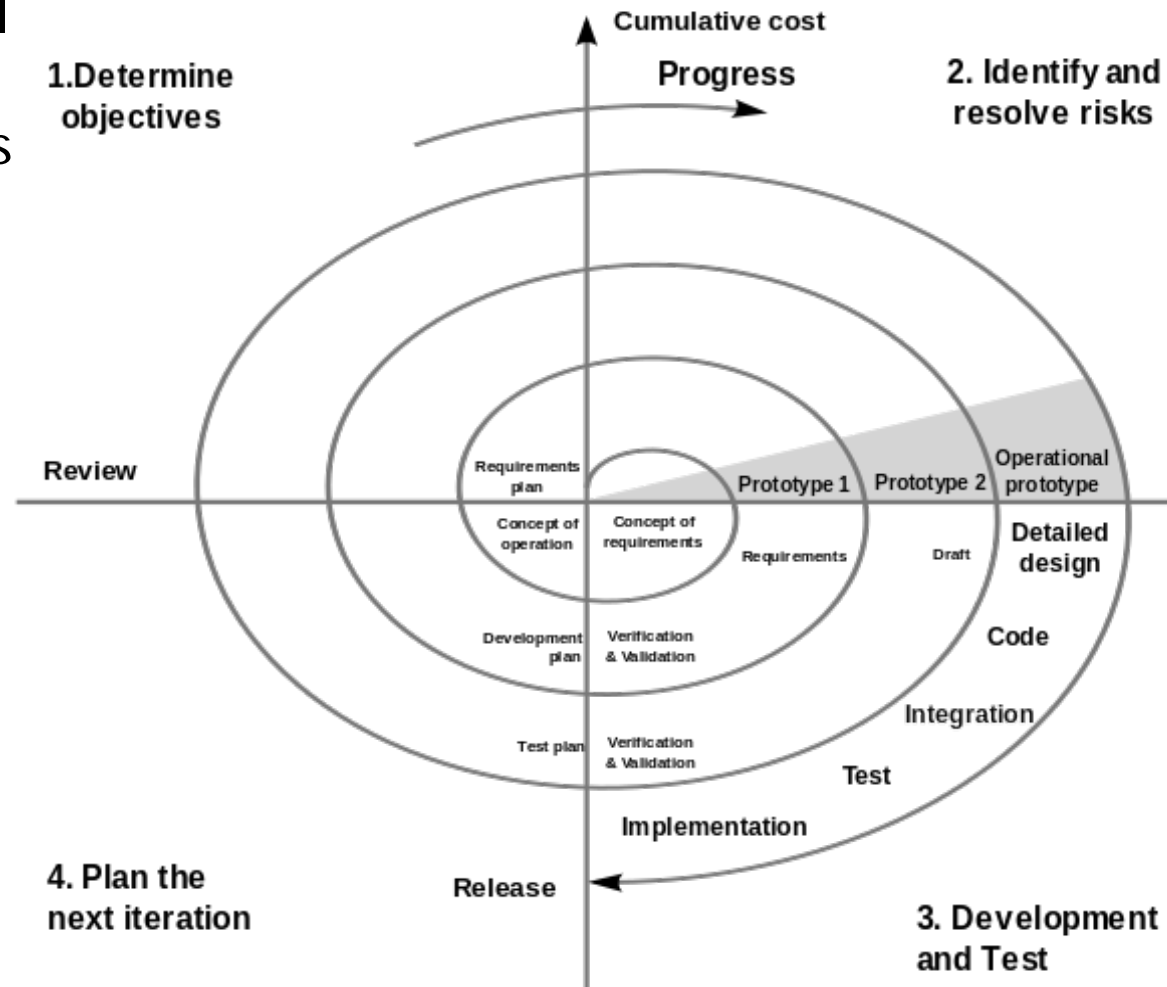 Cumulative cost
1.Determine
objectives
Progress
2. Identify and
resolve risks
s
Review
Requirements
plan
Prototype 1
Prototype 2
Operational
prototype
Concept of
operation
Concept of
requirements
Requirements
Draft
Detailed
design
Development
plan
Verification
& Validation
Code
Integration
Test plan
Verification
& Validation
Test
Implementation
4. Plan the
next iteration
Release
3. Development
and Test